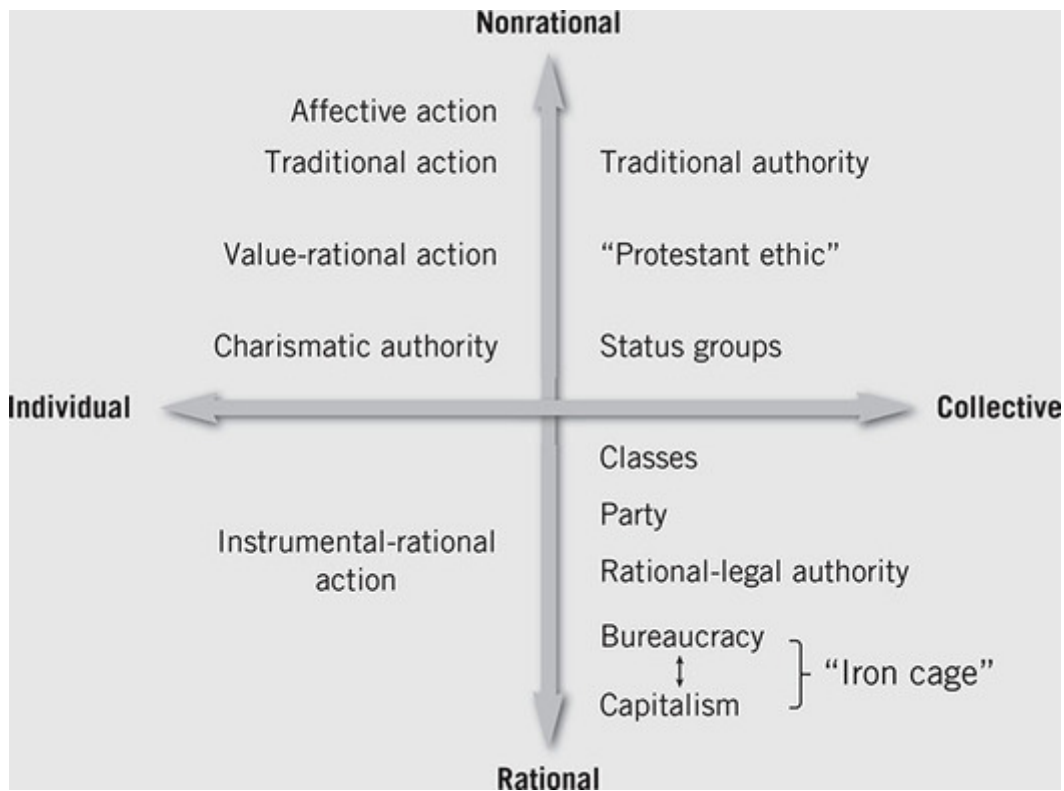 Nonrational
Affective action
Traditional action
Traditional authority
Value-rational action
“Protestant ethic”
Charismatic authority
Status groups
Individual
Collective
Classes
Party
Instrumental-rational
action
Rational-legal authority
Bureaucracy
“Iron cage”
Capitalism
Rational